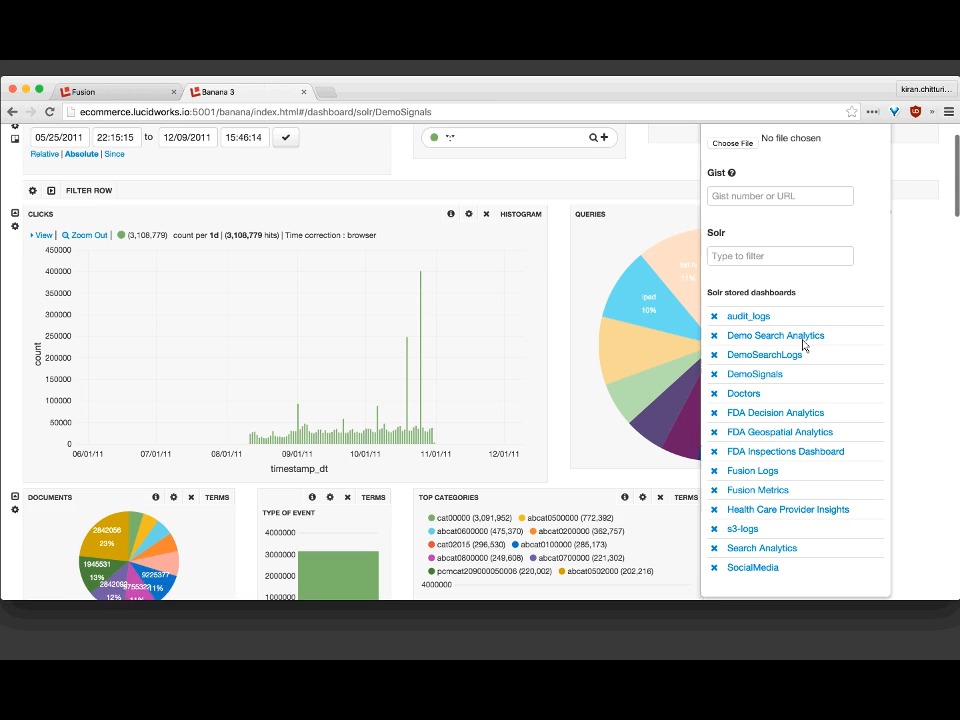 Fusion
Banana 3
kiran.chitturi...
ecommerce.lucidworks.io:5001/banana/index.html#/dashboard/solr/DemoSignals
05/25/2011 22:15:15 to 12/09/2011 15:46:14
Relative | Absolute | Since
*:*
Choose File No file chosen
Gist
Gist number or URL
Solr
Type to filter
Solr stored dashboards
audit_logs
Demo Search Analytics
DemoSearchLogs
DemoSignals
Doctors
FDA Decision Analytics
FDA Geospatial Analytics
FDA Inspections Dashboard
Fusion Logs
Fusion Metrics
Health Care Provider Insights
s3-logs
Search Analytics
SocialMedia
FILTER ROW
CLICKS
HISTOGRAM
View | Zoom Out | (3,108,779) count per 1d | (3,108,779 hits) | Time correction : browser
450000
400000
350000
300000
250000
200000
150000
100000
50000
0
count
06/01/11 07/01/11 08/01/11 09/01/11 10/01/11 11/01/11 12/01/11
timestamp_dt
QUERIES
11%
ipad
10%
DOCUMENTS
TERMS
2842056
23%
1945531
13%
2842092
12%
9225377
11%
TERMS
TYPE OF EVENT
4000000
3000000
2000000
1000000
TOP CATEGORIES
TERMS
cat00000 (3,091,952) abcat0500000 (772,392)
abcat0600000 (475,370) abcat0200000 (362,757)
cat02015 (296,530) abcat0100000 (285,173)
abcat0800000 (249,608) abcat0700000 (221,302)
pcmcat209000050006 (220,002) abcat0502000 (202,216)
4000000